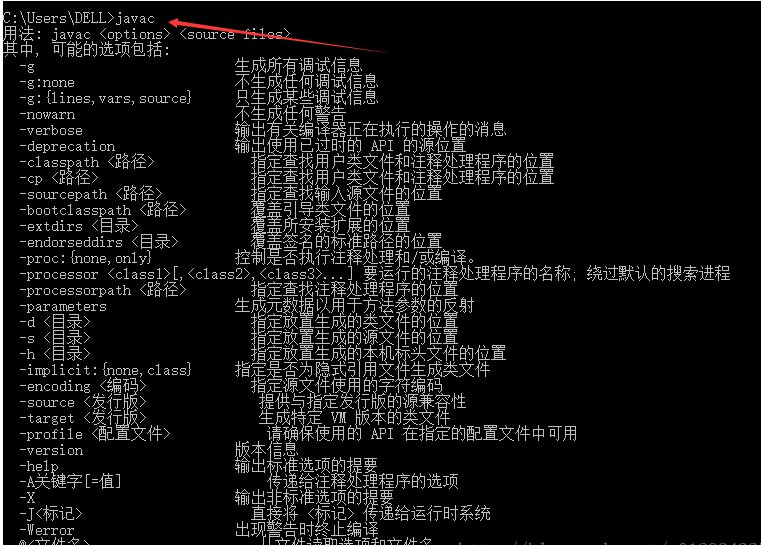 C:\Users\DELL>javac
用法: javac <options> <source files>
其中, 可能的选项包括:
-g 生成所有调试信息
-g:none 不生成任何调试信息
-g:{lines,vars,source} 只生成某些调试信息
-nowarn 不生成任何警告
-verbose 输出有关编译器正在执行的操作的消息
-deprecation 输出使用已过时的 API 的源位置
-classpath <路径> 指定查找用户类文件和注释处理程序的位置
-cp <路径> 指定查找用户类文件和注释处理程序的位置
-sourcepath <路径> 指定查找输入源文件的位置
-bootclasspath <路径> 覆盖引导类文件的位置
-extdirs <目录> 覆盖所安装扩展的位置
-endorseddirs <目录> 覆盖签名的标准路径的位置
-proc:{none,only} 控制是否执行注释处理和/或编译。
-processor <class1>[,<class2>,<class3>...] 要运行的注释处理程序的名称; 绕过默认的搜索进程
-processorpath <路径> 指定查找注释处理程序的位置
-parameters 生成元数据以用于方法参数的反射
-d <目录> 指定放置生成的类文件的位置
-s <目录> 指定放置生成的源文件的位置
-h <目录> 指定放置生成的本机标头文件的位置
-implicit:{none,class} 指定是否为隐式引用文件生成类文件
-encoding <编码> 指定源文件使用的字符编码
-source <发行版> 提供与指定发行版的源兼容性
-target <发行版> 生成特定 VM 版本的类文件
-profile <配置文件> 请确保使用的 API 在指定的配置文件中可用
-version 版本信息
-help 输出标准选项的提要
-A关键字[=值] 传递给注释处理程序的选项
-X 输出非标准选项的提要
-J<标记> 直接将 <标记> 传递给运行时系统
-Werror 出现警告时终止编译
@<文件名> 文件读取选项和文件名